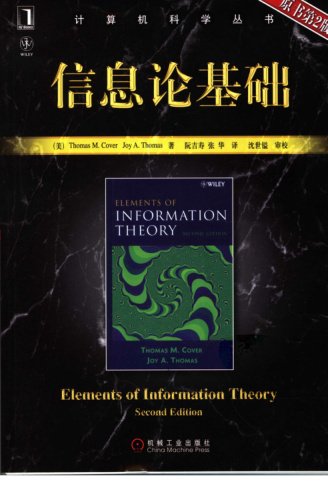 计算机科学丛书
WILEY
原书第2版
信息论基础
(美) Thomas M. Cover Joy A. Thomas 著 阮吉寿 张华 译 沈世镒 审校
WILEY
ELEMENTS OF
INFORMATION
THEORY
SECOND EDITION
THOMAS M. COVER
JOY A. THOMAS
Elements of Information Theory
Second Edition
机械工业出版社
China Machine Press